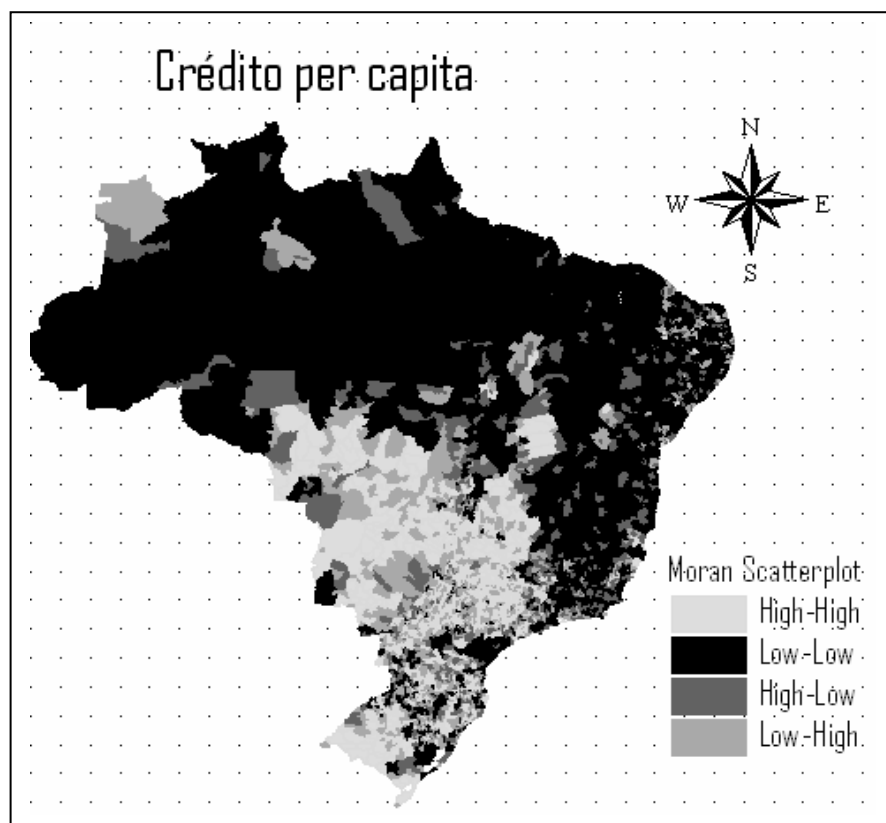 Crédito per capita
N
W E
S
Moran Scatterplot
High-High
Low-Low
High-Low
Low-High